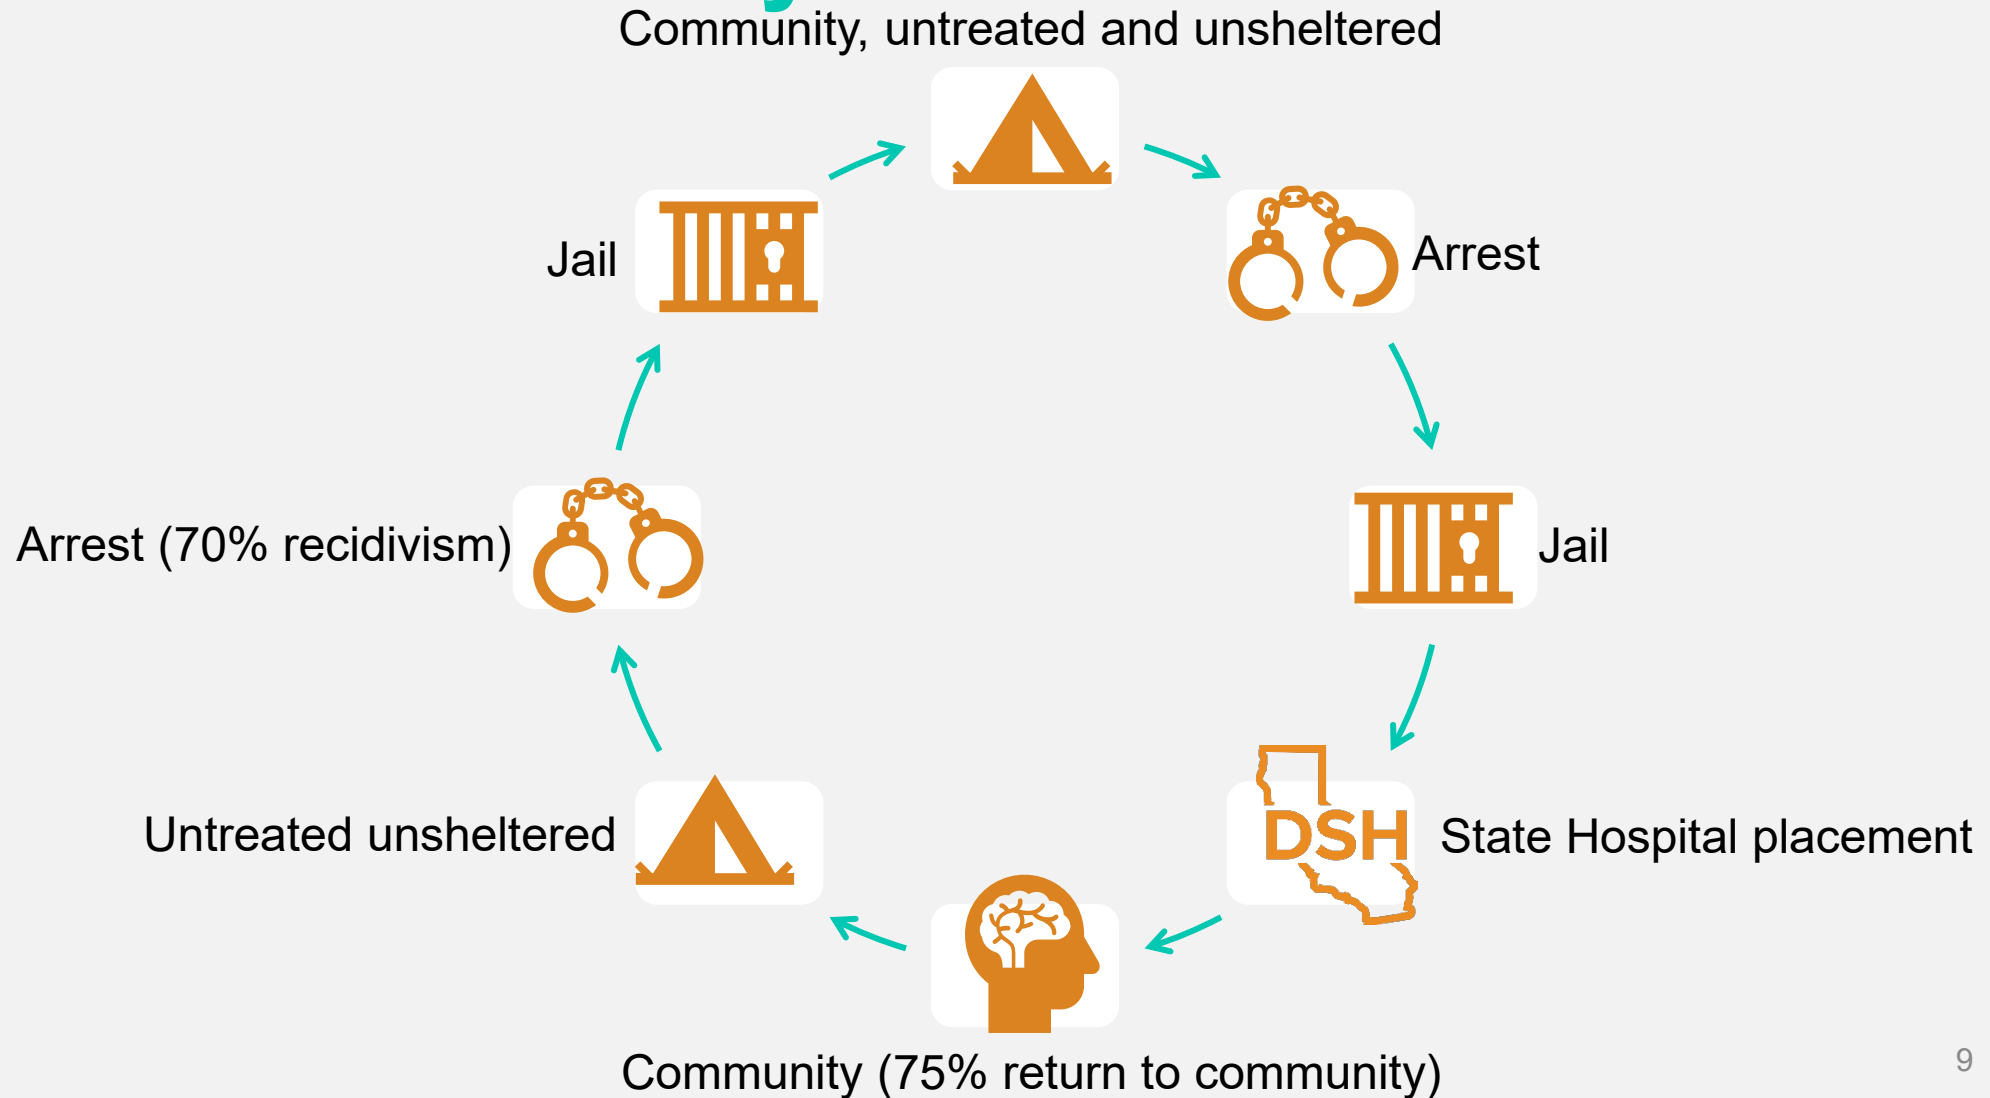 Community, untreated and unsheltered
Arrest
Jail
DSH
State Hospital placement
Community (75% return to community)
Untreated unsheltered
Arrest (70% recidivism)
Jail
9